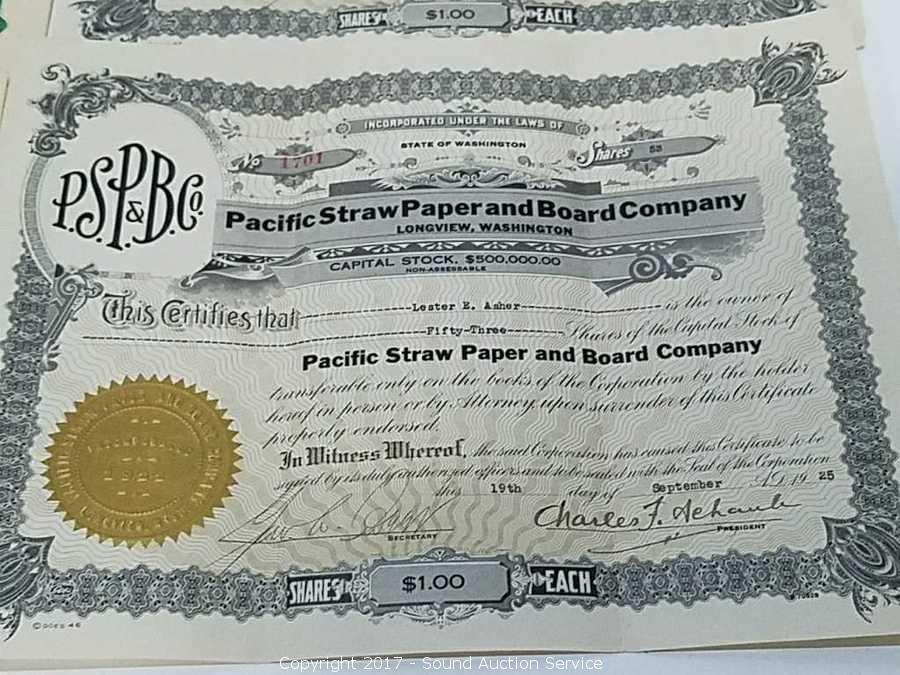 SHARES $1.00 EACH
INCORPORATED UNDER THE LAWS OF
STATE OF WASHINGTON
No 1701
Shares 53
P.S.P.&B.Co.
Pacific Straw Paper and Board Company
LONGVIEW, WASHINGTON
CAPITAL STOCK, $500,000.00
NON-ASSESSABLE
This Certifies that Lester E. Asher is the owner of
Fifty-Three Shares of the Capital Stock of
Pacific Straw Paper and Board Company
transferable only on the books of the Corporation by the holder
hereof in person or by Attorney, upon surrender of this Certificate
properly endorsed.
In Witness Whereof, the said Corporation has caused this Certificate to be
signed by its duly authorized officers and to be sealed with the Seal of the Corporation
this 19th day of September A.D. 19 25
Charles F.
SECRETARY
PRESIDENT
SHARES $1.00 EACH
© GOES 46
Copyright 2017 - Sound Auction Service